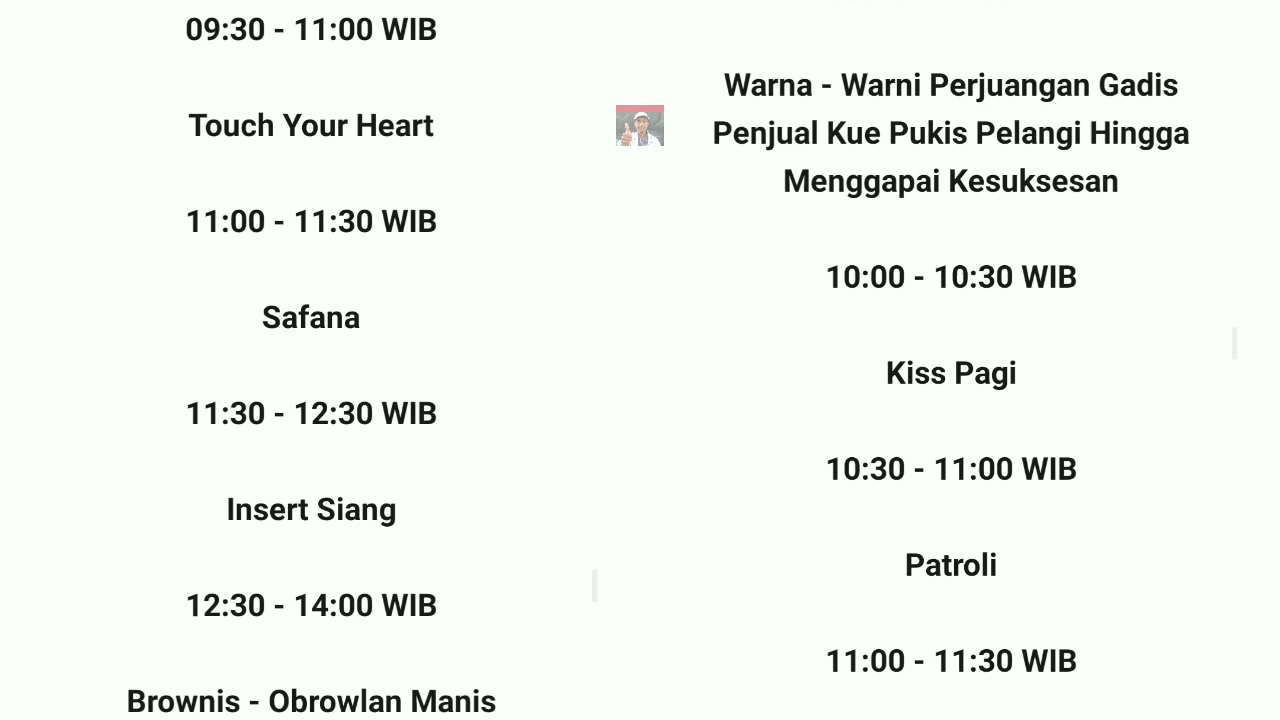 09:30 - 11:00 WIB
Touch Your Heart
11:00 - 11:30 WIB
Safana
11:30 - 12:30 WIB
Insert Siang
12:30 - 14:00 WIB
Brownis - Obrowlan Manis
Warna - Warni Perjuangan Gadis
Penjual Kue Pukis Pelangi Hingga
Menggapai Kesuksesan
10:00 - 10:30 WIB
Kiss Pagi
10:30 - 11:00 WIB
Patroli
11:00 - 11:30 WIB